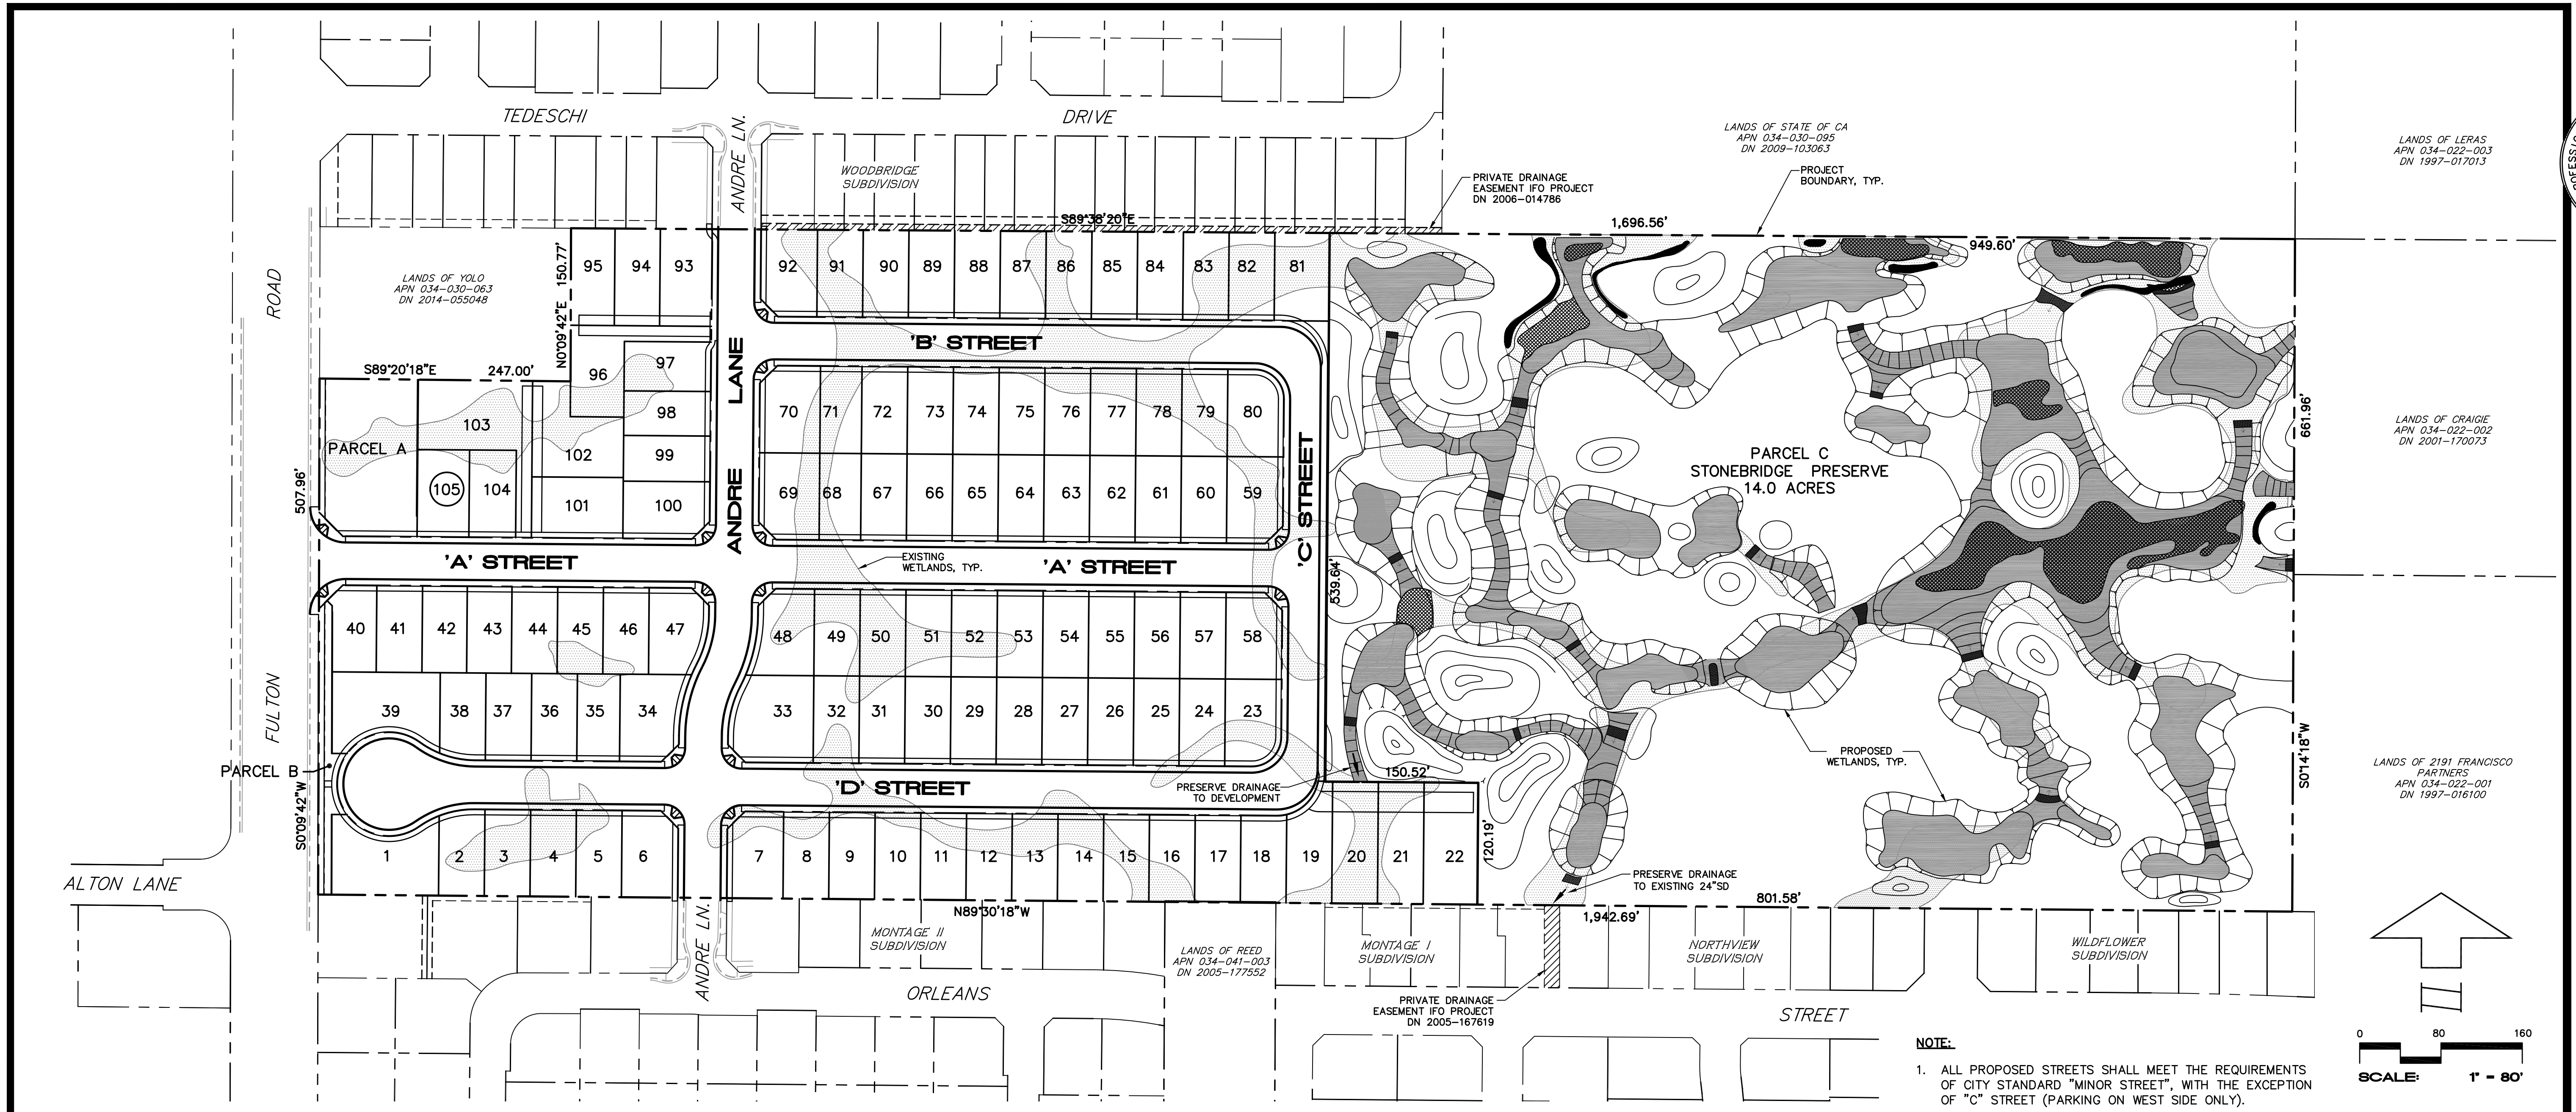 TEDESCHI
DRIVE
ANDRE LN.
WOODBRIDGE
SUBDIVISION
LANDS OF STATE OF CA
APN 034-030-095
DN 2009-103063
LANDS OF LERAS
APN 034-022-003
DN 1997-017013
PROJECT
BOUNDARY, TYP.
PRIVATE DRAINAGE
EASEMENT IFO PROJECT
DN 2006-014786
S89°38'20"E
1,696.56'
949.60'
ROAD
LANDS OF YOLO
APN 034-030-063
DN 2014-055048
N0°09'42"E 150.77'
95
94
93
92
91
90
89
88
87
86
85
84
83
82
81
'B' STREET
ANDRE LANE
S89°20'18"E
247.00'
96
97
98
99
100
101
102
103
104
105
PARCEL A
507.96'
70
71
72
73
74
75
76
77
78
79
80
69
68
67
66
65
64
63
62
61
60
59
'C' STREET
539.64'
PARCEL C
STONEBRIDGE PRESERVE
14.0 ACRES
661.96'
LANDS OF CRAIGIE
APN 034-022-002
DN 2001-170073
'A' STREET
EXISTING
WETLANDS, TYP.
'A' STREET
40
41
42
43
44
45
46
47
48
49
50
51
52
53
54
55
56
57
58
FULTON
39
38
37
36
35
34
33
32
31
30
29
28
27
26
25
24
23
PARCEL B
S0°09'42"W
'D' STREET
PRESERVE DRAINAGE
TO DEVELOPMENT
150.52'
PROPOSED
WETLANDS, TYP.
S0°14'18"W
LANDS OF 2191 FRANCISCO
PARTNERS
APN 034-022-001
DN 1997-016100
1
2
3
4
5
6
7
8
9
10
11
12
13
14
15
16
17
18
19
20
21
22
120.19'
ALTON LANE
PRESERVE DRAINAGE
TO EXISTING 24"SD
N89°30'18"W
1,942.69'
801.58'
ANDRE LN.
MONTAGE II
SUBDIVISION
LANDS OF REED
APN 034-041-003
DN 2005-177552
MONTAGE I
SUBDIVISION
NORTHVIEW
SUBDIVISION
WILDFLOWER
SUBDIVISION
ORLEANS
STREET
PRIVATE DRAINAGE
EASEMENT IFO PROJECT
DN 2005-167619
NOTE:
1. ALL PROPOSED STREETS SHALL MEET THE REQUIREMENTS
OF CITY STANDARD "MINOR STREET", WITH THE EXCEPTION
OF "C" STREET (PARKING ON WEST SIDE ONLY).
0 80 160
SCALE: 1" = 80'